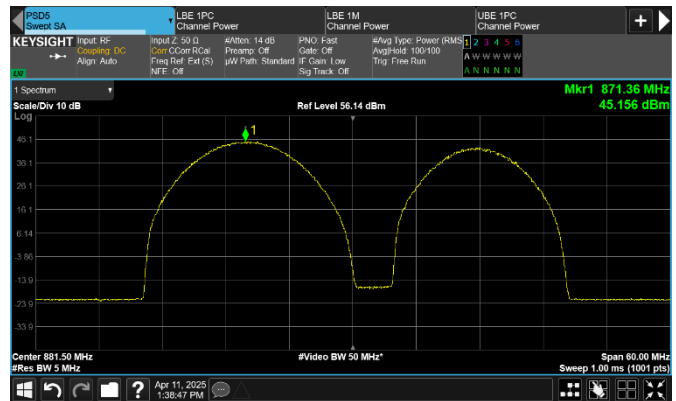 PSD5
Swept SA
LBE 1PC
Channel Power
LBE 1M
Channel Power
UBE 1PC
Channel Power
+
KEYSIGHT
Input: RF
Coupling: DC
Align: Auto
LXI
Input Z: 50 Ω
Corr CCorr RCal
Freq Ref: Ext (S)
NFE: Off
#Atten: 14 dB
Preamp: Off
µW Path: Standard
PNO: Fast
Gate: Off
IF Gain: Low
Sig Track: Off
#Avg Type: Power (RMS
Avg|Hold: 100/100
Trig: Free Run
1 2 3 4 5 6
A W W W W W
A N N N N N
1 Spectrum
Scale/Div 10 dB
Log
Ref Level 56.14 dBm
Mkr1 871.36 MHz
45.156 dBm
1
46.1
36.1
26.1
16.1
6.14
-3.86
-13.9
-23.9
-33.9
Center 881.50 MHz
#Res BW 5 MHz
#Video BW 50 MHz*
Span 60.00 MHz
Sweep 1.00 ms (1001 pts)
?
Apr 11, 2025
1:38:47 PM